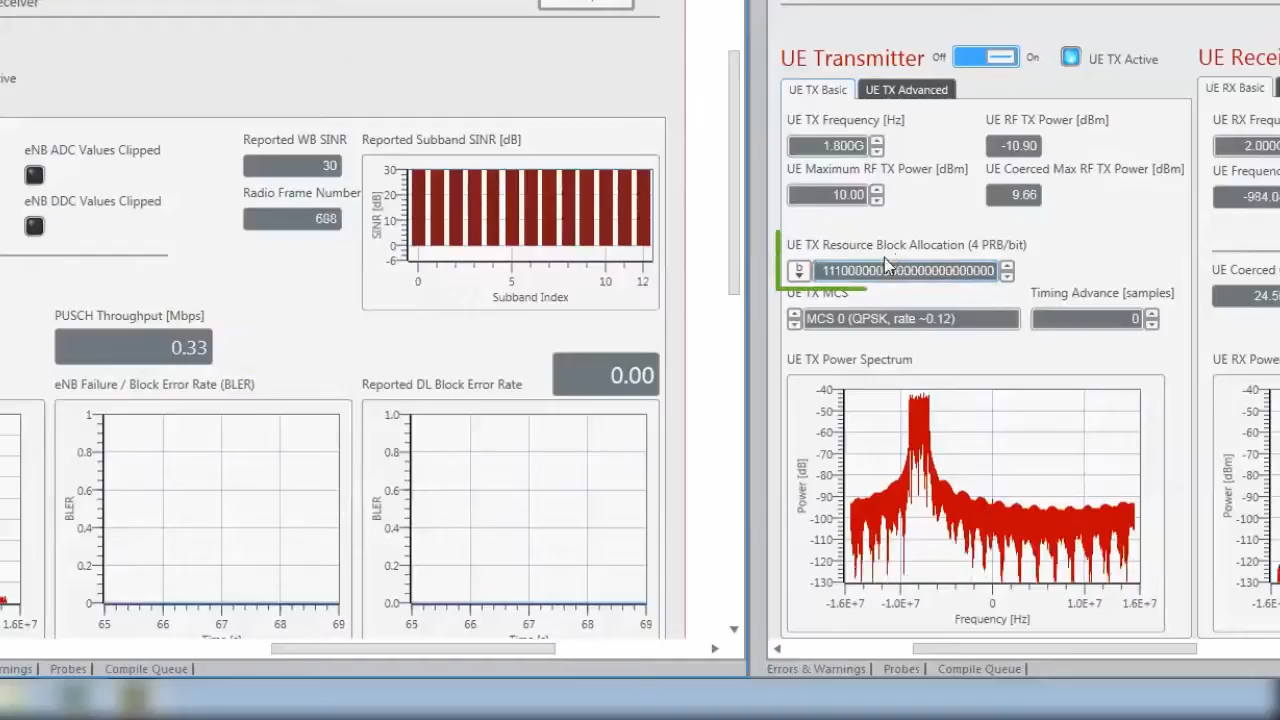 eceiver
ive
eNB ADC Values Clipped
eNB DDC Values Clipped
Reported WB SINR
30
Radio Frame Number
688
Reported Subband SINR [dB]
SINR [dB]
30
20
10
0
-6
0 5 10 12
Subband Index
PUSCH Throughput [Mbps]
0.33
eNB Failure / Block Error Rate (BLER)
BLER
1
0.8
0.6
0.4
0.2
0
65 66 67 68 69
Time [s]
Reported DL Block Error Rate
0.00
BLER
1.0
0.8
0.6
0.4
0.2
0.0
65 66 67 68 69
Time [s]
1.6E+7
rnings | Probes | Compile Queue |
UE Transmitter Off On UE TX Active
UE TX Basic UE TX Advanced
UE TX Frequency [Hz]
1.800G
UE RF TX Power [dBm]
-10.90
UE Maximum RF TX Power [dBm]
10.00
UE Coerced Max RF TX Power [dBm]
9.66
UE TX Resource Block Allocation (4 PRB/bit)
b
UE TX MCS
MCS 0 (QPSK, rate ~0.12)
Timing Advance [samples]
0
UE TX Power Spectrum
Power [dB]
-40
-50
-60
-70
-80
-90
-100
-110
-120
-130
-1.6E+7 -1.0E+7 0 1.0E+7 1.6E+7
Frequency [Hz]
UE Recei
UE RX Basic
UE RX Frequ
2.000
UE Frequenc
-984.0
UE Coerced
24.5
UE RX Powe
Power [dBm]
-40
-50
-60
-70
-80
-90
-100
-110
-120
-130
-1.6
Errors & Warnings | Probes | Compile Queue |